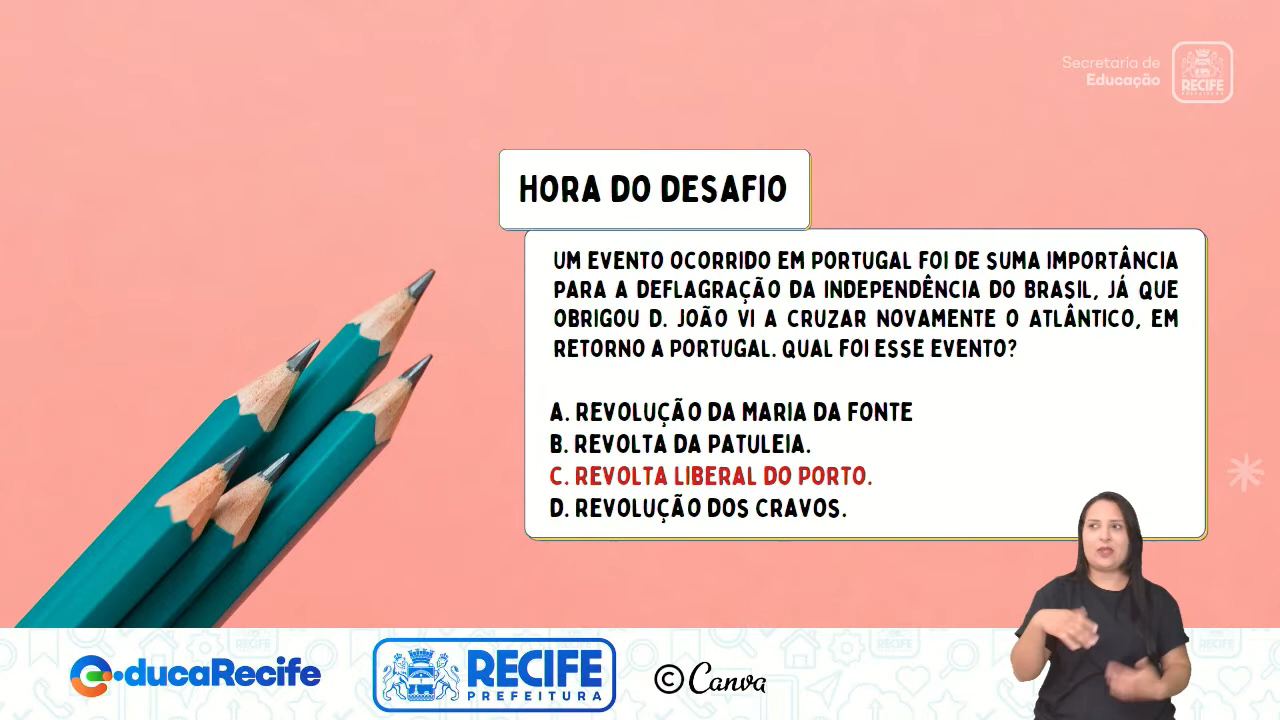 Secretaria de
Educação
RECIFE
PREFEITURA
HORA DO DESAFIO
UM EVENTO OCORRIDO EM PORTUGAL FOI DE SUMA IMPORTÂNCIA
PARA A DEFLAGRAÇÃO DA INDEPENDÊNCIA DO BRASIL, JÁ QUE
OBRIGOU D. JOÃO VI A CRUZAR NOVAMENTE O ATLÂNTICO, EM
RETORNO A PORTUGAL. QUAL FOI ESSE EVENTO?
A. REVOLUÇÃO DA MARIA DA FONTE
B. REVOLTA DA PATULEIA.
C. REVOLTA LIBERAL DO PORTO.
D. REVOLUÇÃO DOS CRAVOS.
e·ducaRecife
RECIFE
PREFEITURA
© Canva